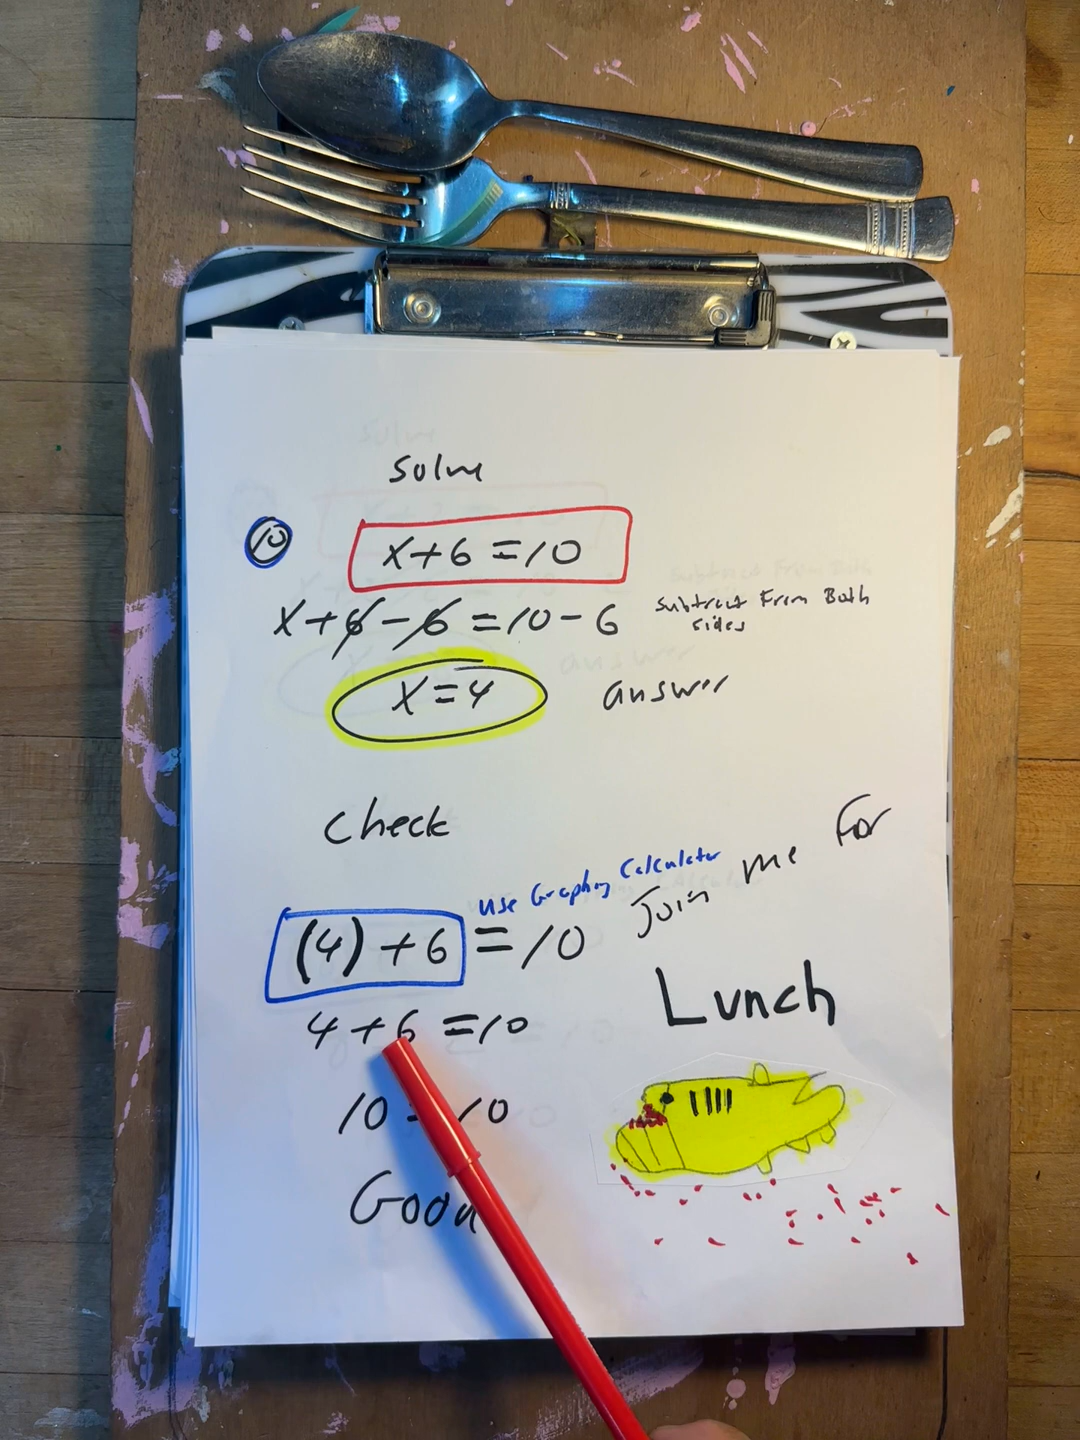 Solve
10
x+6=10
x+6-6=10-6
Subtract From Both
sides
x=4
answer
Check
Use Graphing Calculator
(4)+6=10
Join me For
Lunch
4+6=10
10=10
Good